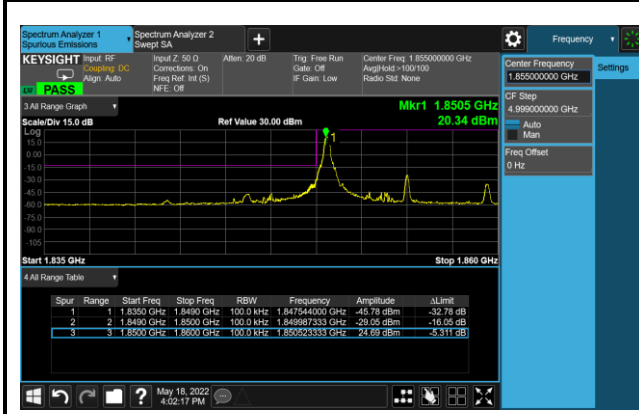 Spectrum Analyzer 1
Spurious Emissions
Spectrum Analyzer 2
Swept SA
+
Frequency
KEYSIGHT
Input: RF
Coupling: DC
Align: Auto
Input Z: 50 Ω
Corrections: On
Freq Ref: Int (S)
NFE: Off
Atten: 20 dB
Trig: Free Run
Gate: Off
IF Gain: Low
Center Freq: 1.855000000 GHz
Avg|Hold:>100/100
Radio Std: None
PASS
Center Frequency
1.855000000 GHz
Settings
CF Step
4.999000000 GHz
Auto
Man
Freq Offset
0 Hz
3 All Range Graph
Scale/Div 15.0 dB
Ref Value 30.00 dBm
Mkr1 1.8505 GHz
20.34 dBm
Log
15.0
0.00
-15.0
-30.0
-45.0
-60.0
-75.0
-90.0
-105
1
Start 1.835 GHz
Stop 1.860 GHz
4 All Range Table
Spur Range Start Freq Stop Freq RBW Frequency Amplitude ΔLimit
1 1 1.8350 GHz 1.8490 GHz 100.0 kHz 1.847544000 GHz -45.78 dBm -32.78 dB
2 2 1.8490 GHz 1.8500 GHz 100.0 kHz 1.849987333 GHz -29.05 dBm -16.05 dB
3 3 1.8500 GHz 1.8600 GHz 100.0 kHz 1.850523333 GHz 24.69 dBm -5.311 dB
?
May 18, 2022
4:02:17 PM